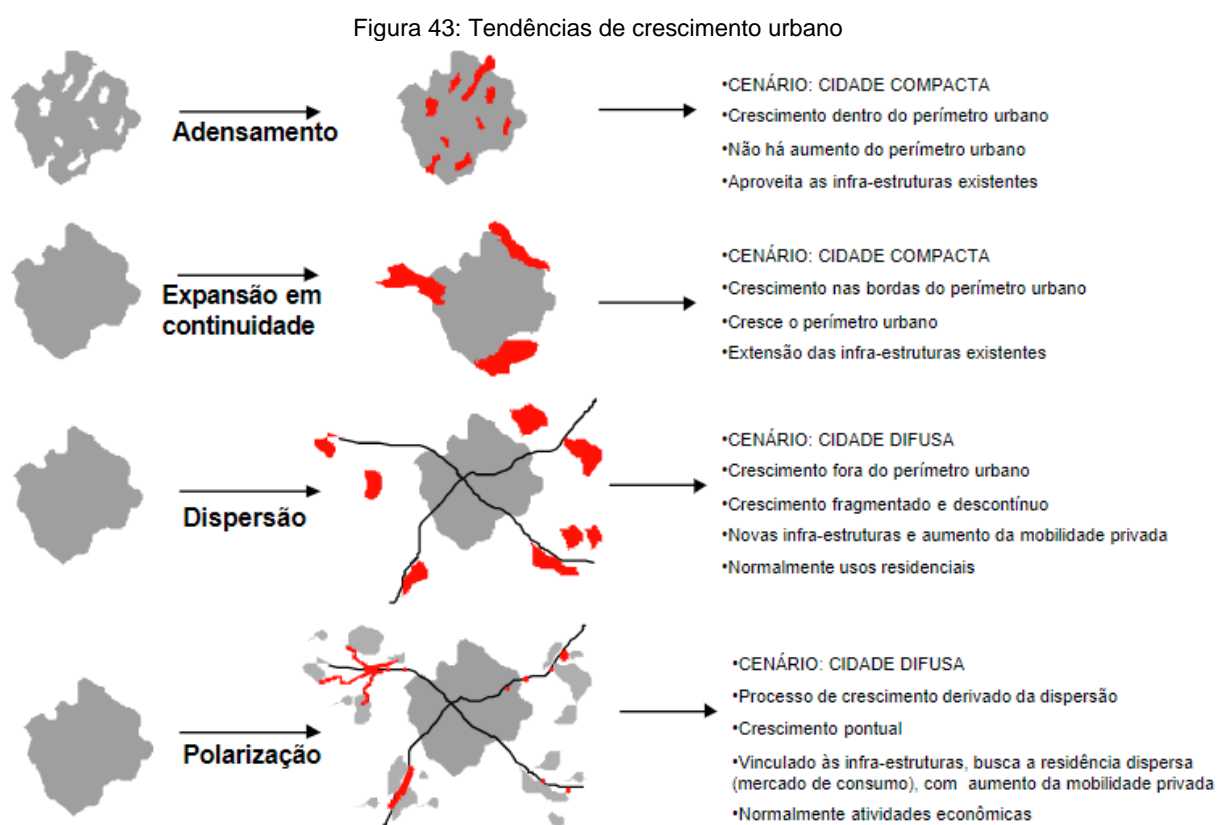 Figura 43: Tendências de crescimento urbano
Adensamento
•CENÁRIO: CIDADE COMPACTA
•Crescimento dentro do perímetro urbano
•Não há aumento do perímetro urbano
•Aproveita as infra-estruturas existentes
Expansão em
continuidade
•CENÁRIO: CIDADE COMPACTA
•Crescimento nas bordas do perímetro urbano
•Cresce o perímetro urbano
•Extensão das infra-estruturas existentes
Dispersão
•CENÁRIO: CIDADE DIFUSA
•Crescimento fora do perímetro urbano
•Crescimento fragmentado e descontínuo
•Novas infra-estruturas e aumento da mobilidade privada
•Normalmente usos residenciais
Polarização
•CENÁRIO: CIDADE DIFUSA
•Processo de crescimento derivado da dispersão
•Crescimento pontual
•Vinculado às infra-estruturas, busca a residência dispersa
(mercado de consumo), com aumento da mobilidade privada
•Normalmente atividades econômicas